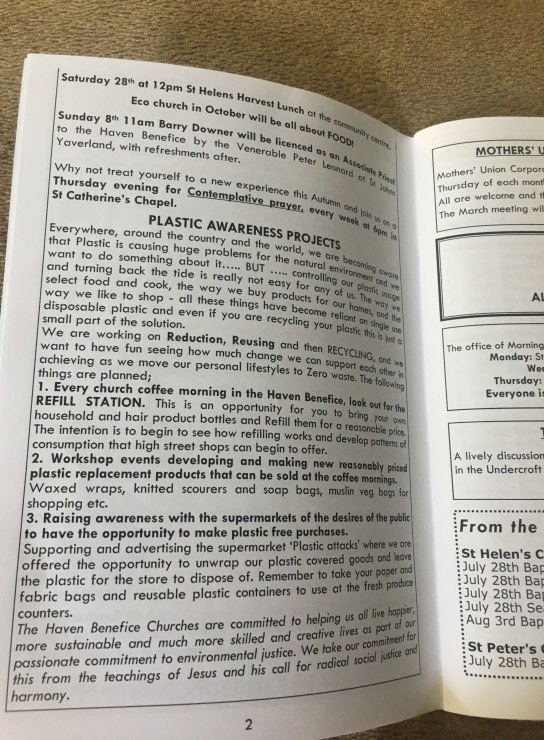 Saturday 28th at 12pm St Helens Harvest Lunch at the community centre.
Eco church in October will be all about FOOD!
Sunday 8th 11am Barry Downer will be licenced as an Associate Priest
to the Haven Benefice by the Venerable Peter Leonard at St Johns
Yaverland, with refreshments after.
Why not treat yourself to a new experience this Autumn and join us on a
Thursday evening for Contemplative prayer, every week at 6pm in
St Catherine's Chapel.
PLASTIC AWARENESS PROJECTS
Everywhere, around the country and the world, we are becoming aware
that Plastic is causing huge problems for the natural environment and we
want to do something about it..... BUT ..... controlling our plastic usage
and turning back the tide is really not easy for any of us. The way we
select food and cook, the way we buy products for our homes, and the
way we like to shop - all these things have become reliant on single use
disposable plastic and even if you are recycling your plastic this is just a
small part of the solution.
We are working on Reduction, Reusing and then RECYCLING, and we
want to have fun seeing how much change we can support each other in
achieving as we move our personal lifestyles to Zero waste. The following
things are planned;
1. Every church coffee morning in the Haven Benefice, look out for the
REFILL STATION. This is an opportunity for you to bring your own
household and hair product bottles and Refill them for a reasonable price.
The intention is to begin to see how refilling works and develop patterns of
consumption that high street shops can begin to offer.
2. Workshop events developing and making new reasonably priced
plastic replacement products that can be sold at the coffee mornings.
Waxed wraps, knitted scourers and soap bags, muslin veg bags for
shopping etc.
3. Raising awareness with the supermarkets of the desires of the public
to have the opportunity to make plastic free purchases.
Supporting and advertising the supermarket 'Plastic attacks' where we are
offered the opportunity to unwrap our plastic covered goods and leave
the plastic for the store to dispose of. Remember to take your paper and
fabric bags and reusable plastic containers to use at the fresh produce
counters.
The Haven Benefice Churches are committed to helping us all live happier,
more sustainable and much more skilled and creative lives as part of our
passionate commitment to environmental justice. We take our commitment for
this from the teachings of Jesus and his call for radical social justice and
harmony.
2
MOTHERS' U
Mothers' Union Corpora
Thursday of each mont
All are welcome and th
The March meeting wil
AL
The office of Morning
Monday: St
Wed
Thursday:
Everyone is
A lively discussion
in the Undercroft
From the
St Helen's C
July 28th Bap
July 28th Bap
July 28th Bap
July 28th Se
Aug 3rd Bap
St Peter's
July 28th Ba